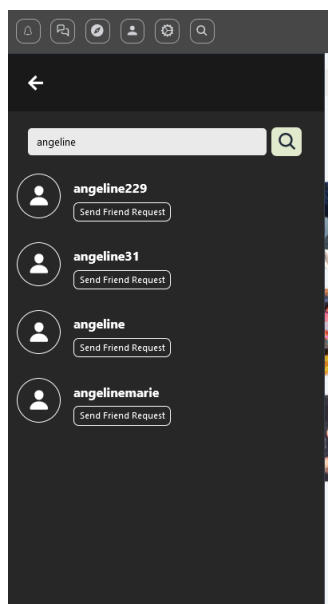 angeline
angeline229
Send Friend Request
angeline31
Send Friend Request
angeline
Send Friend Request
angelinemarie
Send Friend Request